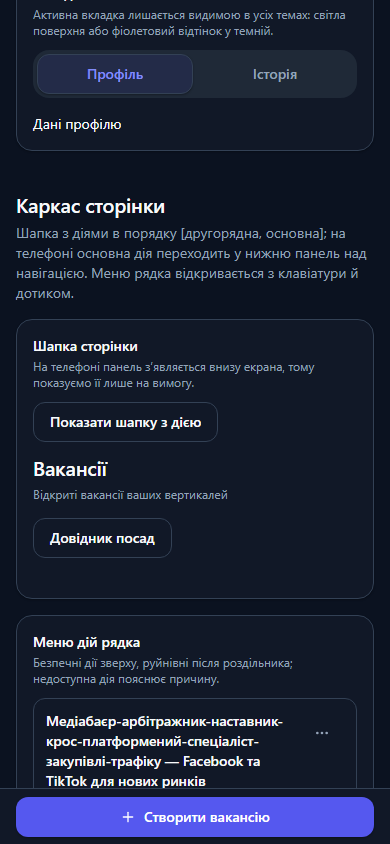 Активна вкладка лишається видимою в усіх темах: світла
поверхня або фіолетовий відтінок у темній.
Профіль
Історія
Дані профілю
Каркас сторінки
Шапка з діями в порядку [другорядна, основна]; на
телефоні основна дія переходить у нижню панель над
навігацією. Меню рядка відкривається з клавіатури й
дотиком.
Шапка сторінки
На телефоні панель з’являється внизу екрана, тому
показуємо її лише на вимогу.
Показати шапку з дією
Вакансії
Відкриті вакансії ваших вертикалей
Довідник посад
Меню дій рядка
Безпечні дії зверху, руйнівні після роздільника;
недоступна дія пояснює причину.
Медіабаєр-арбітражник-наставник-
крос-платформений-спеціаліст-
закупівлі-трафіку — Facebook та
TikTok для нових ринків
+ Створити вакансію